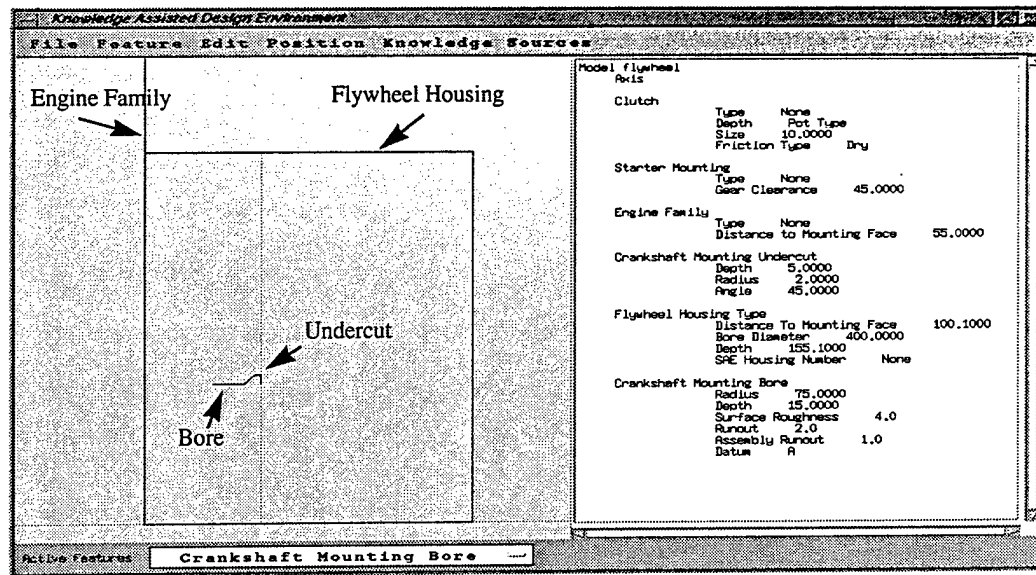 Knowledge Assisted Design Environment
File Feature Edit Position Knowledge Sources
Engine Family
Flywheel Housing
Undercut
Bore
Model flywheel
Axis
Clutch
Type None
Depth Pot Type
Size 10.0000
Friction Type Dry
Starter Mounting
Type None
Gear Clearance 45.0000
Engine Family
Type None
Distance to Mounting Face 55.0000
Crankshaft Mounting Undercut
Depth 5.0000
Radius 2.0000
Angle 45.0000
Flywheel Housing Type
Distance To Mounting Face 100.1000
Bore Diameter 400.0000
Depth 155.1000
SAE Housing Number None
Crankshaft Mounting Bore
Radius 75.0000
Depth 15.0000
Surface Roughness 4.0
Runout 2.0
Assembly Runout 1.0
Datum A
Active Features Crankshaft Mounting Bore